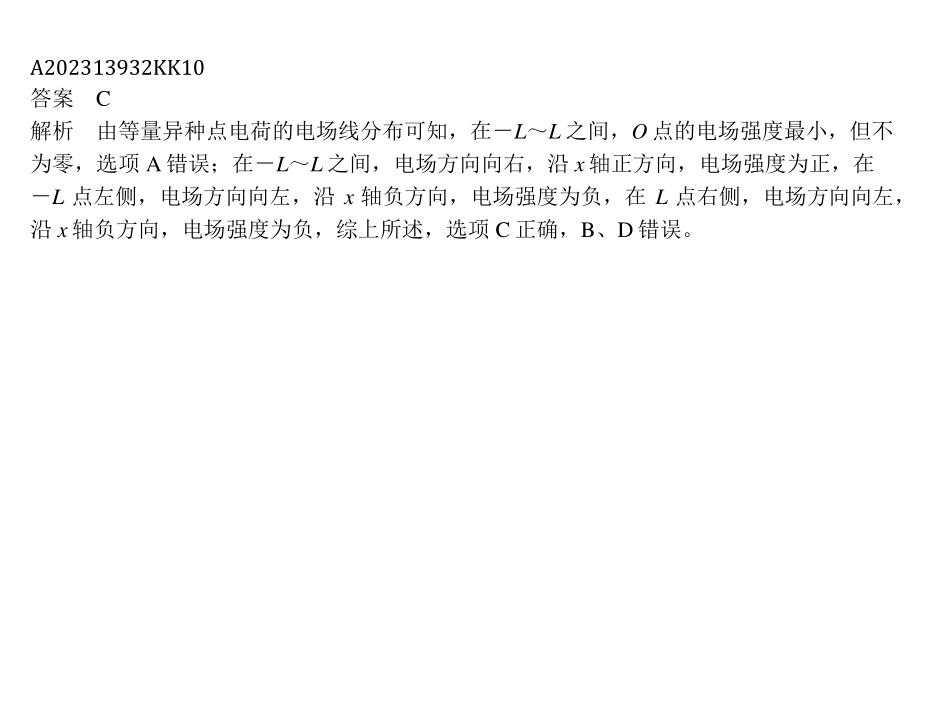 A202313932KK10
答案　C
解析　由等量异种点电荷的电场线分布可知，在－L～L之间，O 点的电场强度最小，但不
为零，选项 A 错误；在－L～L之间，电场方向向右，沿 x 轴正方向，电场强度为正，在
－L 点左侧，电场方向向左，沿 x 轴负方向，电场强度为负，在 L 点右侧，电场方向向左，
沿 x 轴负方向，电场强度为负，综上所述，选项 C 正确，B、D 错误。